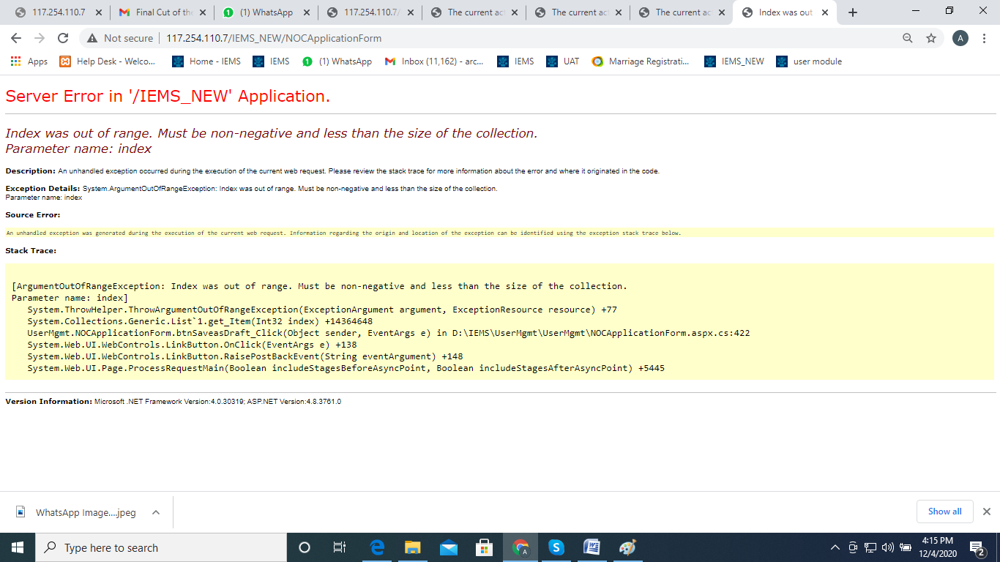 117.254.110.7
Final Cut of the
(1) WhatsApp
117.254.110.7/
The current ac
The current ac
The current ac
Index was out
Not secure
117.254.110.7/IEMS_NEW/NOCApplicationForm
A
Apps
Help Desk - Welco...
Home - IEMS
IEMS
(1) WhatsApp
Inbox (11,162) - arc...
IEMS
UAT
Marriage Registrati...
IEMS_NEW
user module
Server Error in '/IEMS_NEW' Application.
Index was out of range. Must be non-negative and less than the size of the collection.
Parameter name: index
Description: An unhandled exception occurred during the execution of the current web request. Please review the stack trace for more information about the error and where it originated in the code.
Exception Details: System.ArgumentOutOfRangeException: Index was out of range. Must be non-negative and less than the size of the collection.
Parameter name: index
Source Error:
An unhandled exception was generated during the execution of the current web request. Information regarding the origin and location of the exception can be identified using the exception stack trace below.
Stack Trace:
[ArgumentOutOfRangeException: Index was out of range. Must be non-negative and less than the size of the collection.
Parameter name: index]
System.ThrowHelper.ThrowArgumentOutOfRangeException(ExceptionArgument argument, ExceptionResource resource) +77
System.Collections.Generic.List`1.get_Item(Int32 index) +14364648
UserMgmt.NOCApplicationForm.btnSaveasDraft_Click(Object sender, EventArgs e) in D:\IEMS\UserMgmt\UserMgmt\NOCApplicationForm.aspx.cs:422
System.Web.UI.WebControls.LinkButton.OnClick(EventArgs e) +138
System.Web.UI.WebControls.LinkButton.RaisePostBackEvent(String eventArgument) +148
System.Web.UI.Page.ProcessRequestMain(Boolean includeStagesBeforeAsyncPoint, Boolean includeStagesAfterAsyncPoint) +5445
Version Information: Microsoft .NET Framework Version:4.0.30319; ASP.NET Version:4.8.3761.0
WhatsApp Image....jpeg
Show all
Type here to search
4:15 PM
12/4/2020
2